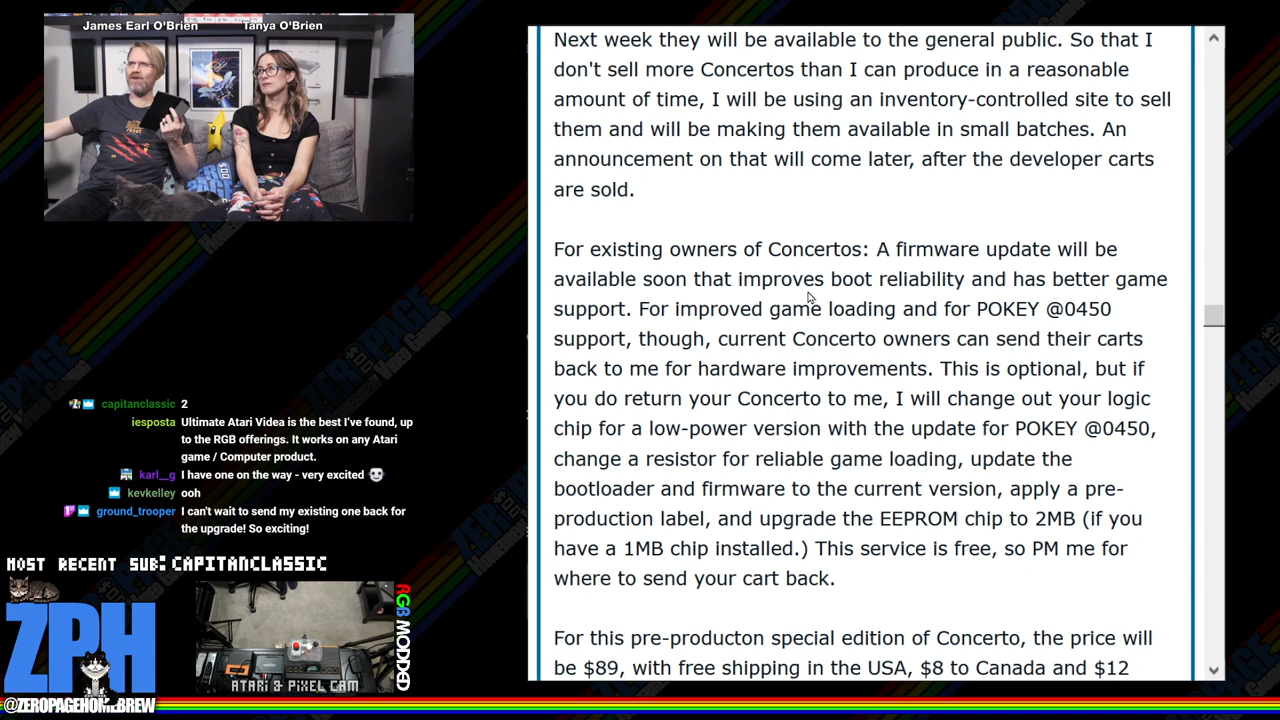 James Earl O'Brien
Tanya O'Brien
Next week they will be available to the general public. So that I
don't sell more Concertos than I can produce in a reasonable
amount of time, I will be using an inventory-controlled site to sell
them and will be making them available in small batches. An
announcement on that will come later, after the developer carts
are sold.
For existing owners of Concertos: A firmware update will be
available soon that improves boot reliability and has better game
support. For improved game loading and for POKEY @0450
support, though, current Concerto owners can send their carts
back to me for hardware improvements. This is optional, but if
you do return your Concerto to me, I will change out your logic
chip for a low-power version with the update for POKEY @0450,
change a resistor for reliable game loading, update the
bootloader and firmware to the current version, apply a pre-
production label, and upgrade the EEPROM chip to 2MB (if you
have a 1MB chip installed.) This service is free, so PM me for
where to send your cart back.
For this pre-producton special edition of Concerto, the price will
be $89, with free shipping in the USA, $8 to Canada and $12
capitanclassic 2
iesposta Ultimate Atari Videa is the best I've found, up
to the RGB offerings. It works on any Atari
game / Computer product.
karl__g I have one on the way - very excited
kevkelley ooh
ground_trooper I can't wait to send my existing one back for
the upgrade! So exciting!
MOST RECENT SUB: CAPITANCLASSIC
ZPH
RGB MODDED
ATARI & PIXEL CAM
@ZEROPAGEHOMEBREW